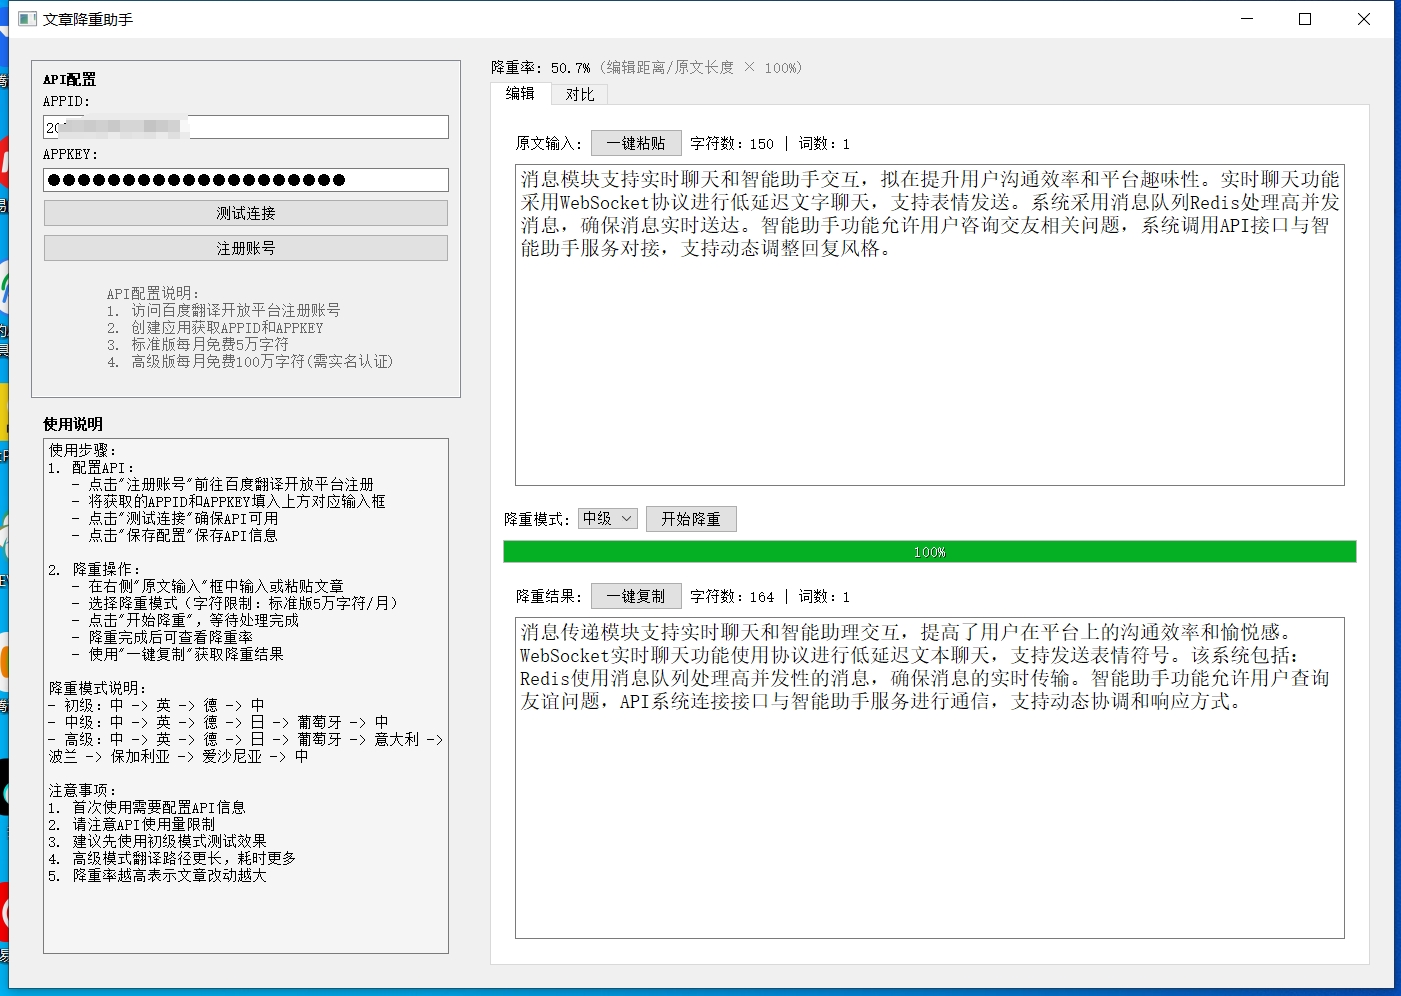 文章降重助手
API配置
APPID:
20
APPKEY:
●●●●●●●●●●●●●●●●●●●●
测试连接
注册账号
API配置说明:
1. 访问百度翻译开放平台注册账号
2. 创建应用获取APPID和APPKEY
3. 标准版每月免费5万字符
4. 高级版每月免费100万字符(需实名认证)
使用说明
使用步骤:
1. 配置API:
- 点击"注册账号"前往百度翻译开放平台注册
- 将获取的APPID和APPKEY填入上方对应输入框
- 点击"测试连接"确保API可用
- 点击"保存配置"保存API信息
2. 降重操作:
- 在右侧"原文输入"框中输入或粘贴文章
- 选择降重模式（字符限制：标准版5万字符/月）
- 点击"开始降重"，等待处理完成
- 降重完成后可查看降重率
- 使用"一键复制"获取降重结果
降重模式说明:
- 初级：中 -> 英 -> 德 -> 中
- 中级：中 -> 英 -> 德 -> 日 -> 葡萄牙 -> 中
- 高级：中 -> 英 -> 德 -> 日 -> 葡萄牙 -> 意大利 ->
波兰 -> 保加利亚 -> 爱沙尼亚 -> 中
注意事项:
1. 首次使用需要配置API信息
2. 请注意API使用量限制
3. 建议先使用初级模式测试效果
4. 高级模式翻译路径更长，耗时更多
5. 降重率越高表示文章改动越大
降重率: 50.7% (编辑距离/原文长度 × 100%)
编辑 对比
原文输入: 一键粘贴 字符数: 150 | 词数: 1
消息模块支持实时聊天和智能助手交互，拟在提升用户沟通效率和平台趣味性。实时聊天功能
采用WebSocket协议进行低延迟文字聊天，支持表情发送。系统采用消息队列Redis处理高并发
消息，确保消息实时送达。智能助手功能允许用户咨询交友相关问题，系统调用API接口与智
能助手服务对接，支持动态调整回复风格。
降重模式: 中级 开始降重
100%
降重结果: 一键复制 字符数: 164 | 词数: 1
消息传递模块支持实时聊天和智能助理交互，提高了用户在平台上的沟通效率和愉悦感。
WebSocket实时聊天功能使用协议进行低延迟文本聊天，支持发送表情符号。该系统包括：
Redis使用消息队列处理高并发性的消息，确保消息的实时传输。智能助手功能允许用户查询
友谊问题，API系统连接接口与智能助手服务进行通信，支持动态协调和响应方式。